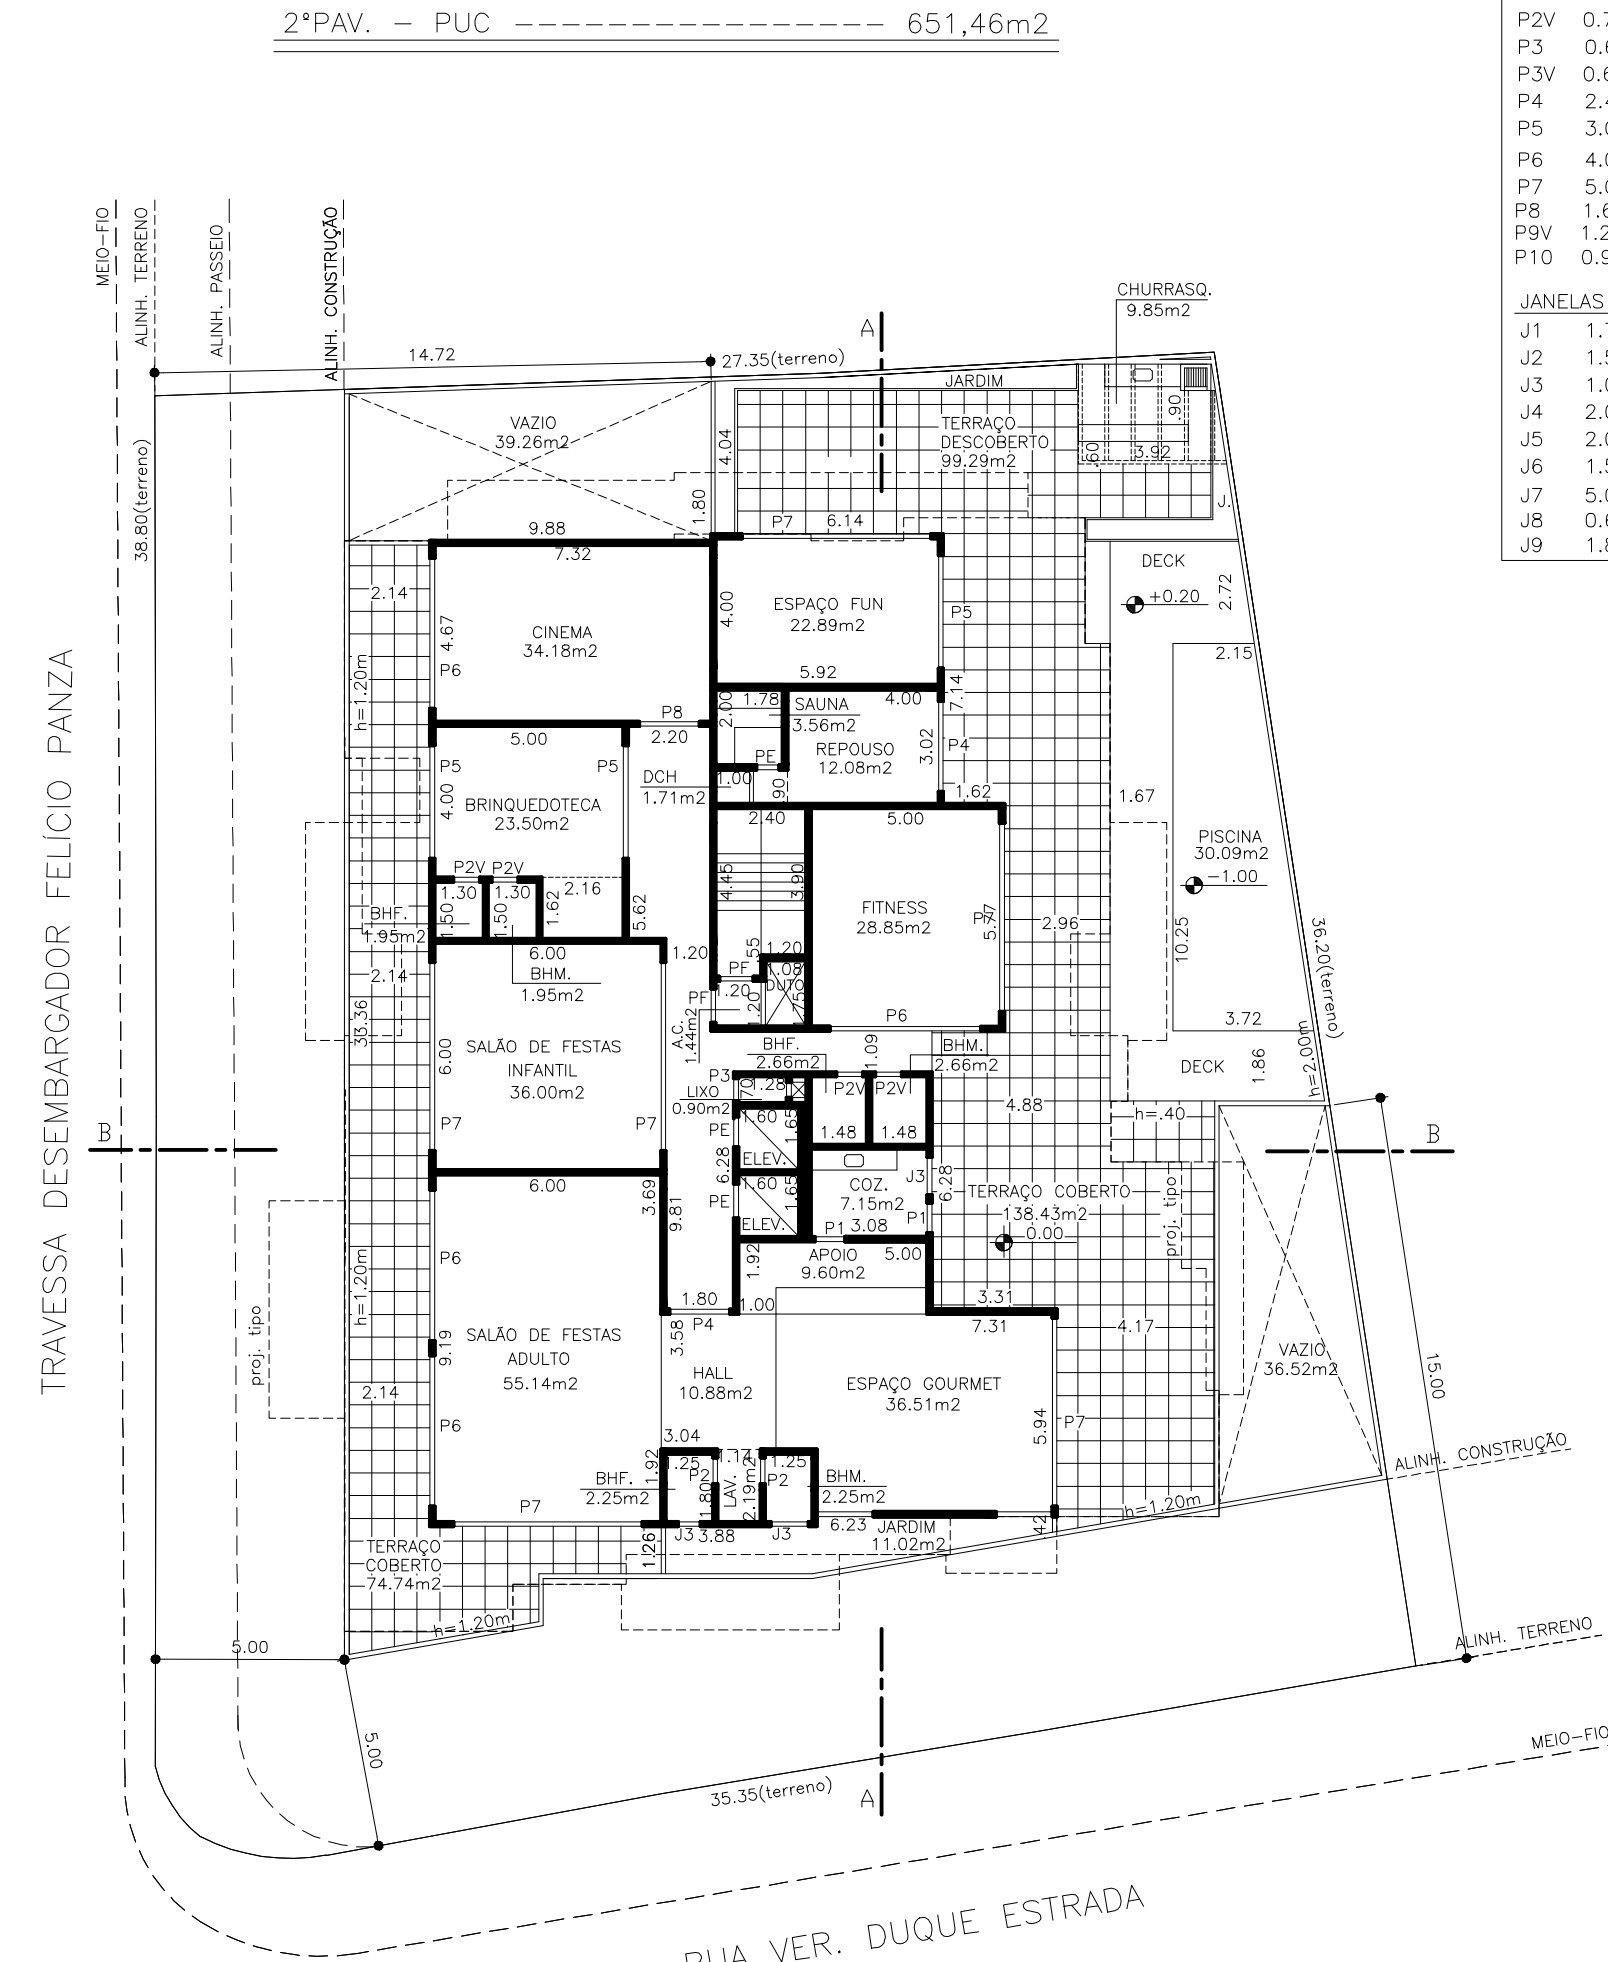 2ºPAV. – PUC ––––––––––––––––– 651,46m2
P2V 0.7
P3 0.6
P3V 0.6
P4 2.4
P5 3.0
P6 4.0
P7 5.0
P8 1.6
P9V 1.2
P10 0.9
JANELAS
J1 1.
J2 1.5
J3 1.0
J4 2.0
J5 2.0
J6 1.5
J7 5.0
J8 0.6
J9 1.8
MEIO–FIO
ALINH. TERRENO
ALINH. PASSEIO
ALINH. CONSTRUÇÃO
CHURRASQ.
9.85m2
A
14.72
27.35(terreno)
JARDIM
VAZIO
39.26m2
4.04
TERRAÇO
DESCOBERTO
99.29m2
.90
.60
3.92
38.80(terreno)
1.80
J.
P7
6.14
9.88
7.32
DECK
2.14
+0.20
2.72
4.00
ESPAÇO FUN
22.89m2
P5
CINEMA
34.18m2
4.67
P6
h=1.20m
2.15
5.92
2.00
1.78
SAUNA
3.56m2
4.00
7.14
P8
2.20
5.00
REPOUSO
12.08m2
3.02
P4
PE
P5
P5
DCH
1.71m2
1.00
.90
1.62
1.67
BRINQUEDOTECA
23.50m2
4.00
2.40
5.00
PISCINA
30.09m2
–1.00
P2V
P2V
1.30
1.30
2.16
4.45
3.90
1.50
1.50
1.62
5.62
FITNESS
28.85m2
5.77
2.96
BHF.
1.95m2
10.25
36.20(terreno)
6.00
1.20
.55
1.20
BHM.
1.95m2
2.14
PF
1.08
DUTO
1.20
PF
1.20
.75
33.36
A.C.
1.44m2
P6
3.72
SALÃO DE FESTAS
INFANTIL
36.00m2
6.00
BHF.
2.66m2
1.09
BHM.
2.66m2
DECK
1.86
h=2.00m
P3
1.28
.70
LIXO
0.90m2
P2V
P2V
4.88
h=.40
1.60
1.65
P7
P7
PE
1.48
1.48
B
B
6.28
ELEV.
COZ.
7.15m2
J3
6.28
TERRAÇO COBERTO
138.43m2
0.00
proj. tipo
6.00
3.69
PE
1.60
1.65
9.81
ELEV.
P1
P1
3.08
APOIO
9.60m2
1.92
5.00
P6
h=1.20m
1.80
1.00
P4
3.31
7.31
4.17
3.58
SALÃO DE FESTAS
ADULTO
55.14m2
9.19
proj. tipo
VAZIO
36.52m2
15.00
HALL
10.88m2
ESPAÇO GOURMET
36.51m2
2.14
P6
5.94
P7
3.04
1.92
1.25
1.14
1.25
ALINH. CONSTRUÇÃO
BHF.
2.25m2
P2
1.80
LAV.
2.19m2
P2
BHM.
2.25m2
P7
h=1.20m
J3
3.88
J3
6.23
JARDIM
11.02m2
.42
TERRAÇO
COBERTO
74.74m2
1.26
h=1.20m
5.00
ALINH. TERRENO
5.00
MEIO–FIO
35.35(terreno)
A
TRAVESSA DESEMBARGADOR FELÍCIO PANZA
RUA VER. DUQUE ESTRADA